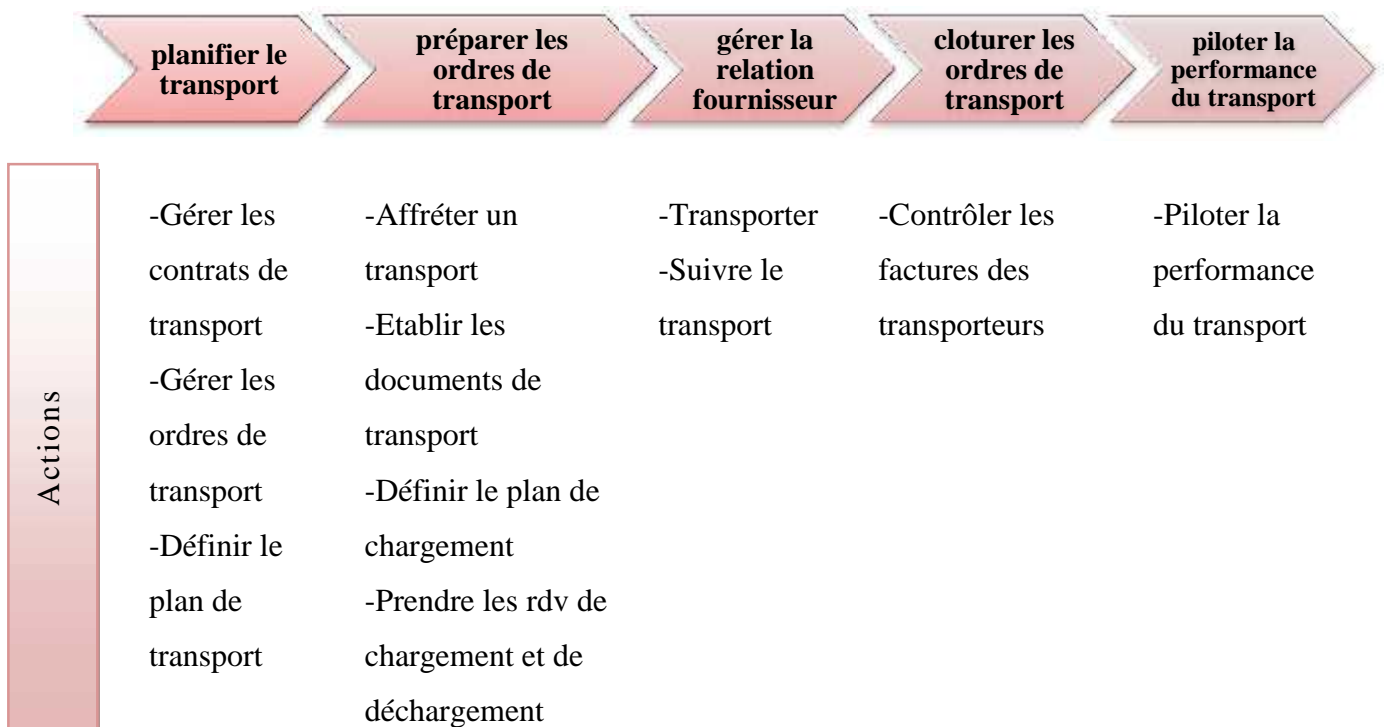 planifier le
transport
préparer les
ordres de
transport
gérer la
relation
fournisseur
cloturer les
ordres de
transport
piloter la
performance
du transport
Actions
-Gérer les
contrats de
transport
-Gérer les
ordres de
transport
-Définir le
plan de
transport
-Affréter un
transport
-Etablir les
documents de
transport
-Définir le plan de
chargement
-Prendre les rdv de
chargement et de
déchargement
-Transporter
-Suivre le
transport
-Contrôler les
factures des
transporteurs
-Piloter la
performance
du transport